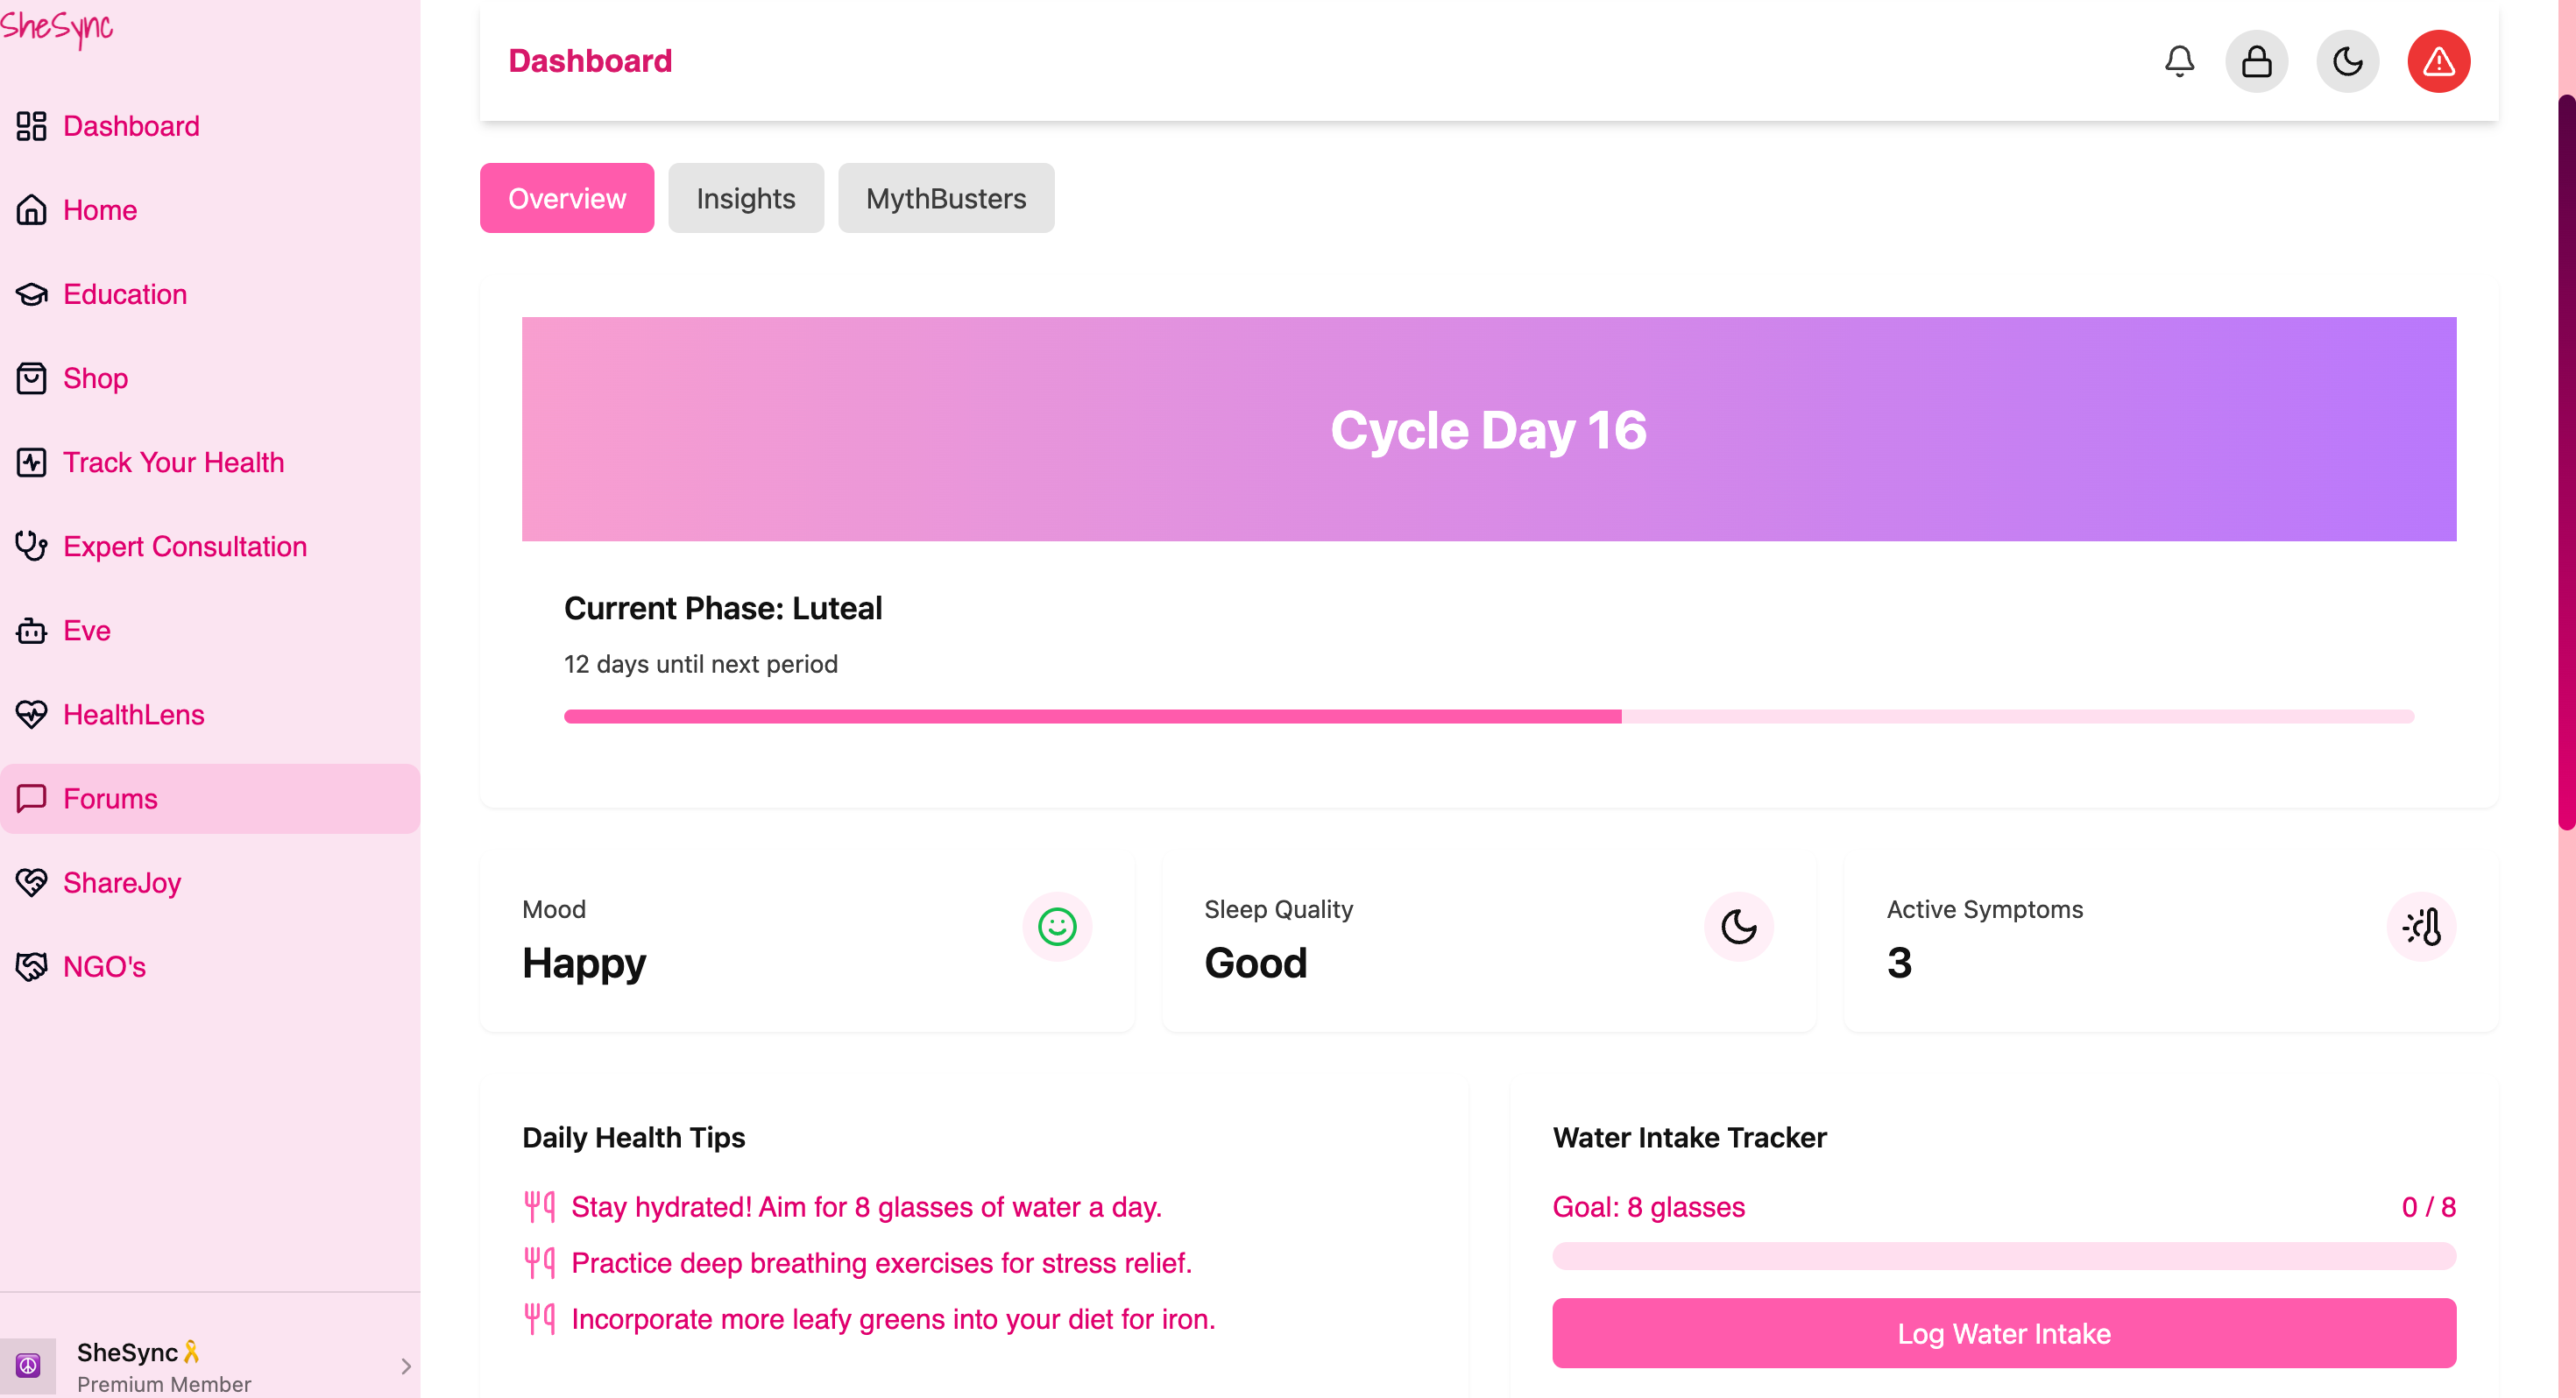 SheSync
Dashboard
Home
Education
Shop
Track Your Health
Expert Consultation
Eve
HealthLens
Forums
ShareJoy
NGO's
SheSync🎗️
Premium Member
Dashboard
Overview
Insights
MythBusters
Cycle Day 16
Current Phase: Luteal
12 days until next period
Mood
Happy
Sleep Quality
Good
Active Symptoms
3
Daily Health Tips
Stay hydrated! Aim for 8 glasses of water a day.
Practice deep breathing exercises for stress relief.
Incorporate more leafy greens into your diet for iron.
Water Intake Tracker
Goal: 8 glasses
0 / 8
Log Water Intake